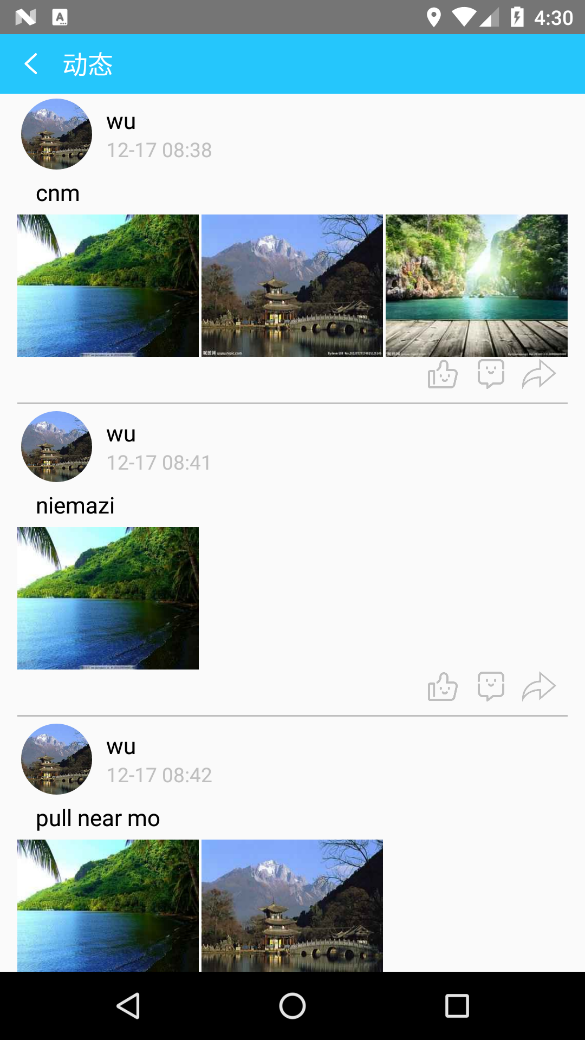 4:30
动态
wu
12-17 08:38
cnm
wu
12-17 08:41
niemazi
wu
12-17 08:42
pull near mo